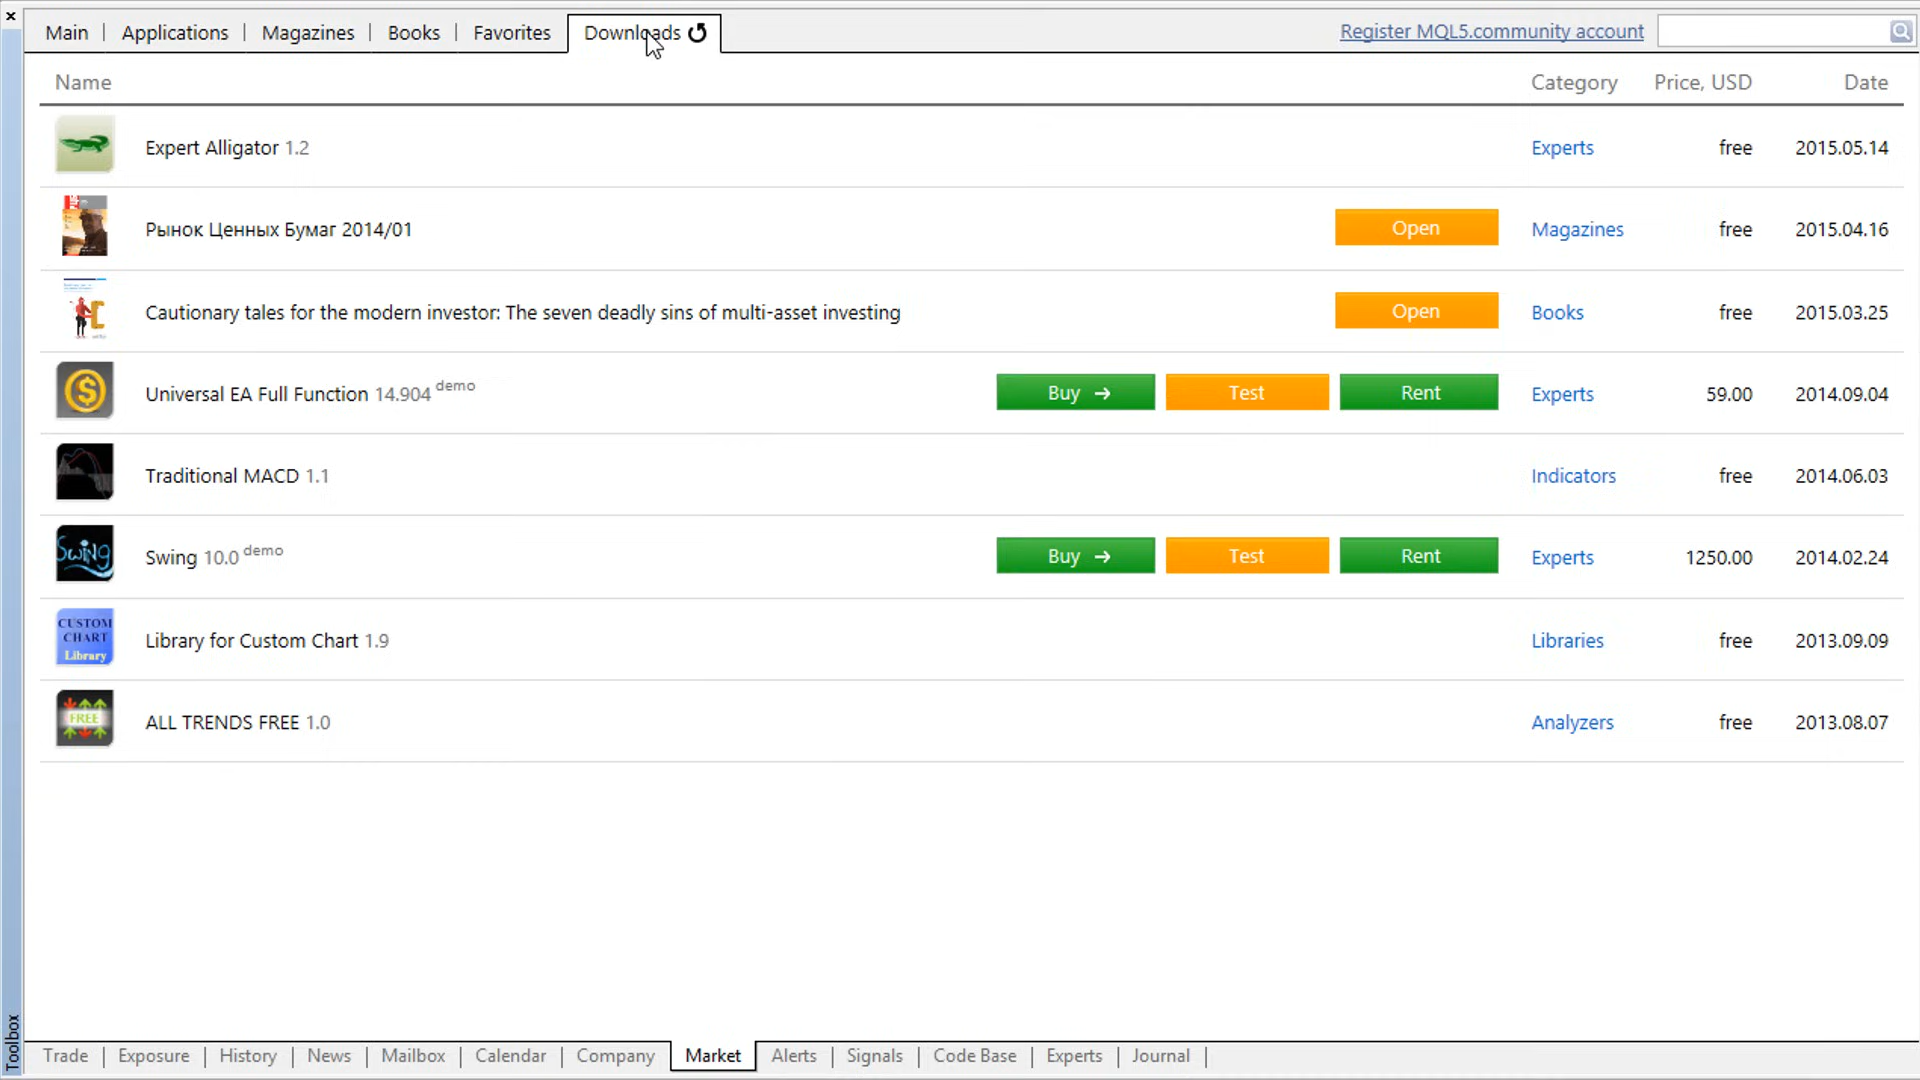 Main | Applications | Magazines | Books | Favorites | Downloads
Register MQL5.community account
Name Category Price, USD Date
Expert Alligator 1.2 Experts free 2015.05.14
Рынок Ценных Бумаг 2014/01 Open Magazines free 2015.04.16
Cautionary tales for the modern investor: The seven deadly sins of multi-asset investing Open Books free 2015.03.25
Universal EA Full Function 14.904 demo Buy → Test Rent Experts 59.00 2014.09.04
Traditional MACD 1.1 Indicators free 2014.06.03
Swing
Swing 10.0 demo Buy → Test Rent Experts 1250.00 2014.02.24
CUSTOM
CHART
Library
Library for Custom Chart 1.9 Libraries free 2013.09.09
FREE
ALL TRENDS FREE 1.0 Analyzers free 2013.08.07
Toolbox
Trade | Exposure | History | News | Mailbox | Calendar | Company | Market | Alerts | Signals | Code Base | Experts | Journal |